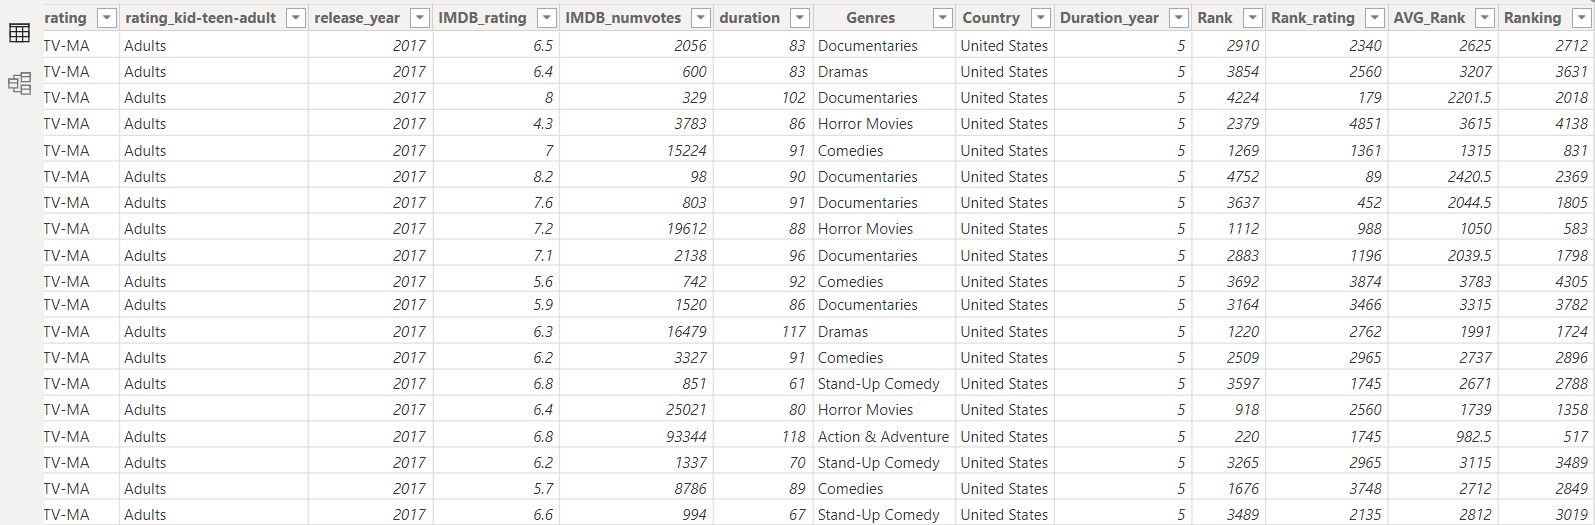 rating rating_kid-teen-adult release_year IMDB_rating IMDB_numvotes duration Genres Country Duration_year Rank Rank_rating AVG_Rank Ranking
TV-MA Adults 2017 6.5 2056 83 Documentaries United States 5 2910 2340 2625 2712
TV-MA Adults 2017 6.4 600 83 Dramas United States 5 3854 2560 3207 3631
TV-MA Adults 2017 8 329 102 Documentaries United States 5 4224 179 2201.5 2018
TV-MA Adults 2017 4.3 3783 86 Horror Movies United States 5 2379 4851 3615 4138
TV-MA Adults 2017 7 15224 91 Comedies United States 5 1269 1361 1315 831
TV-MA Adults 2017 8.2 98 90 Documentaries United States 5 4752 89 2420.5 2369
TV-MA Adults 2017 7.6 803 91 Documentaries United States 5 3637 452 2044.5 1805
TV-MA Adults 2017 7.2 19612 88 Horror Movies United States 5 1112 988 1050 583
TV-MA Adults 2017 7.1 2138 96 Documentaries United States 5 2883 1196 2039.5 1798
TV-MA Adults 2017 5.6 742 92 Comedies United States 5 3692 3874 3783 4305
TV-MA Adults 2017 5.9 1520 86 Documentaries United States 5 3164 3466 3315 3782
TV-MA Adults 2017 6.3 16479 117 Dramas United States 5 1220 2762 1991 1724
TV-MA Adults 2017 6.2 3327 91 Comedies United States 5 2509 2965 2737 2896
TV-MA Adults 2017 6.8 851 61 Stand-Up Comedy United States 5 3597 1745 2671 2788
TV-MA Adults 2017 6.4 25021 80 Horror Movies United States 5 918 2560 1739 1358
TV-MA Adults 2017 6.8 93344 118 Action & Adventure United States 5 220 1745 982.5 517
TV-MA Adults 2017 6.2 1337 70 Stand-Up Comedy United States 5 3265 2965 3115 3489
TV-MA Adults 2017 5.7 8786 89 Comedies United States 5 1676 3748 2712 2849
TV-MA Adults 2017 6.6 994 67 Stand-Up Comedy United States 5 3489 2135 2812 3019